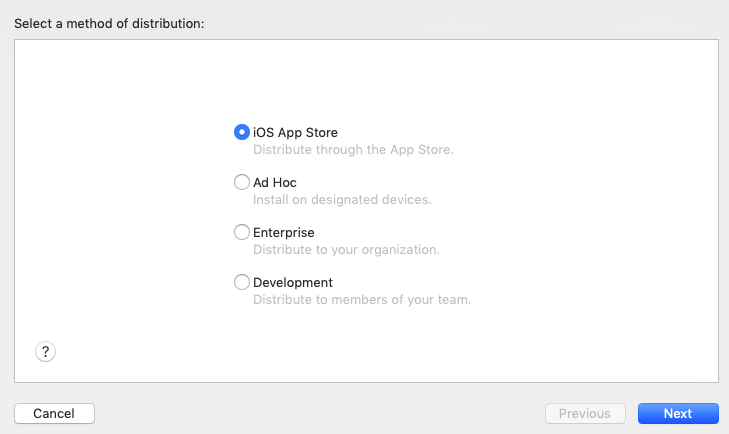 Select a method of distribution:
iOS App Store
Distribute through the App Store.
Ad Hoc
Install on designated devices.
Enterprise
Distribute to your organization.
Development
Distribute to members of your team.
?
Cancel
Previous
Next